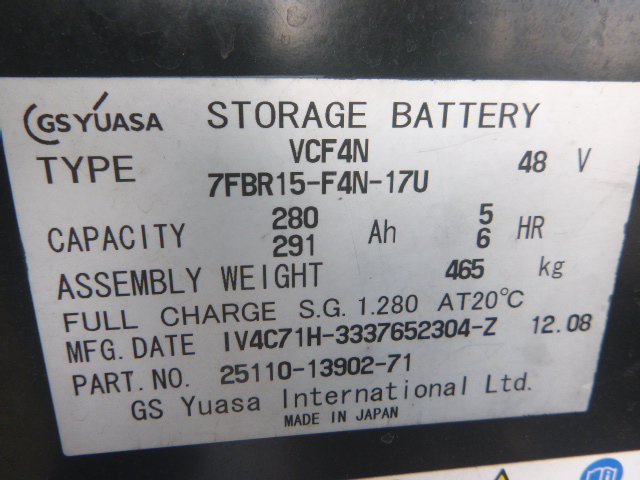 GS YUASA STORAGE BATTERY
TYPE VCF4N 48 V
7FBR15-F4N-17U
CAPACITY 280 Ah 5 HR
291 6
ASSEMBLY WEIGHT 465 kg
FULL CHARGE S.G. 1.280 AT20℃
MFG. DATE IV4C71H-3337652304-Z 12.08
PART. NO. 25110-13902-71
GS Yuasa International Ltd.
MADE IN JAPAN